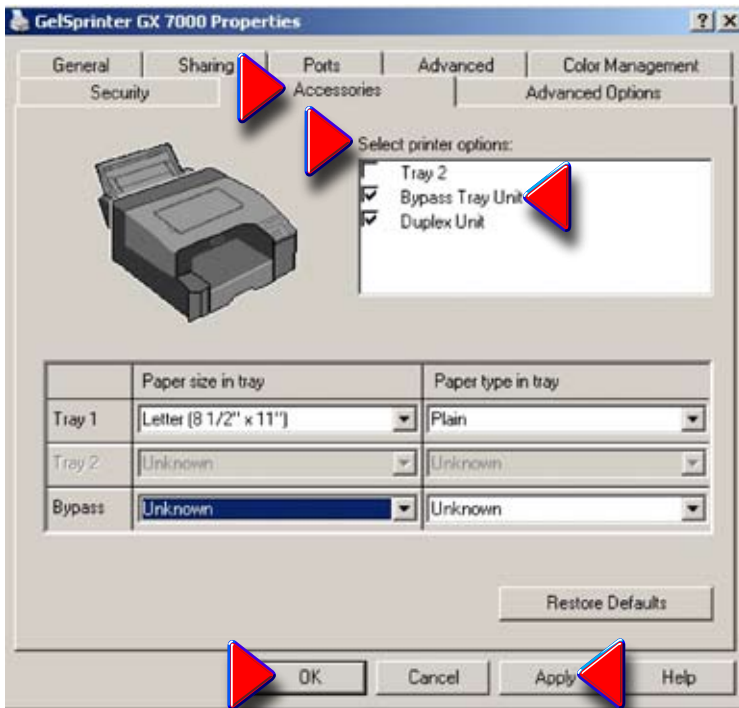 GelSprinter GX 7000 Properties
General Sharing Ports Advanced Color Management
Security Accessories Advanced Options
Select printer options:
Tray 2
Bypass Tray Unit
Duplex Unit
Paper size in tray Paper type in tray
Tray 1 Letter (8 1/2" x 11") Plain
Tray 2 Unknown Unknown
Bypass Unknown Unknown
Restore Defaults
OK Cancel Apply Help